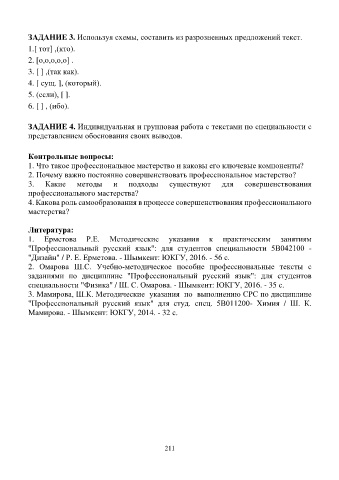 ЗАДАНИЕ 3. Используя схемы, составить из разрозненных предложений текст.
1.[ тот] ,(кто).
2. [о,о,о,о,о] .
3. [ ] ,(так как).
4. [ сущ. ], (который).
5. (если), [ ].
6. [ ] , (ибо).
ЗАДАНИЕ 4. Индивидуальная и групповая работа с текстами по специальности с
представлением обоснования своих выводов.
Контрольные вопросы:
1. Что такое профессиональное мастерство и каковы его ключевые компоненты?
2. Почему важно постоянно совершенствовать профессиональное мастерство?
3. Какие методы и подходы существуют для совершенствования
профессионального мастерства?
4. Какова роль самообразования в процессе совершенствования профессионального
мастерства?
Литература:
1. Ерметова Р.Е. Методические указания к практическим занятиям
"Профессиональный русский язык": для студентов специальности 5В042100 -
"Дизайн" / Р. Е. Ерметова. - Шымкент: ЮКГУ, 2016. - 56 с.
2. Омарова Ш.С. Учебно-методическое пособие профессиональные тексты с
заданиями по дисциплине "Профессиональный русский язык": для студентов
специальности "Физика" / Ш. С. Омарова. - Шымкент: ЮКГУ, 2016. - 35 с.
3. Мамирова, Ш.К. Методические указания по выполнению СРС по дисциплине
"Профессиональный русский язык" для студ. спец. 5В011200- Химия / Ш. К.
Мамирова. - Шымкент: ЮКГУ, 2014. - 32 с.
211